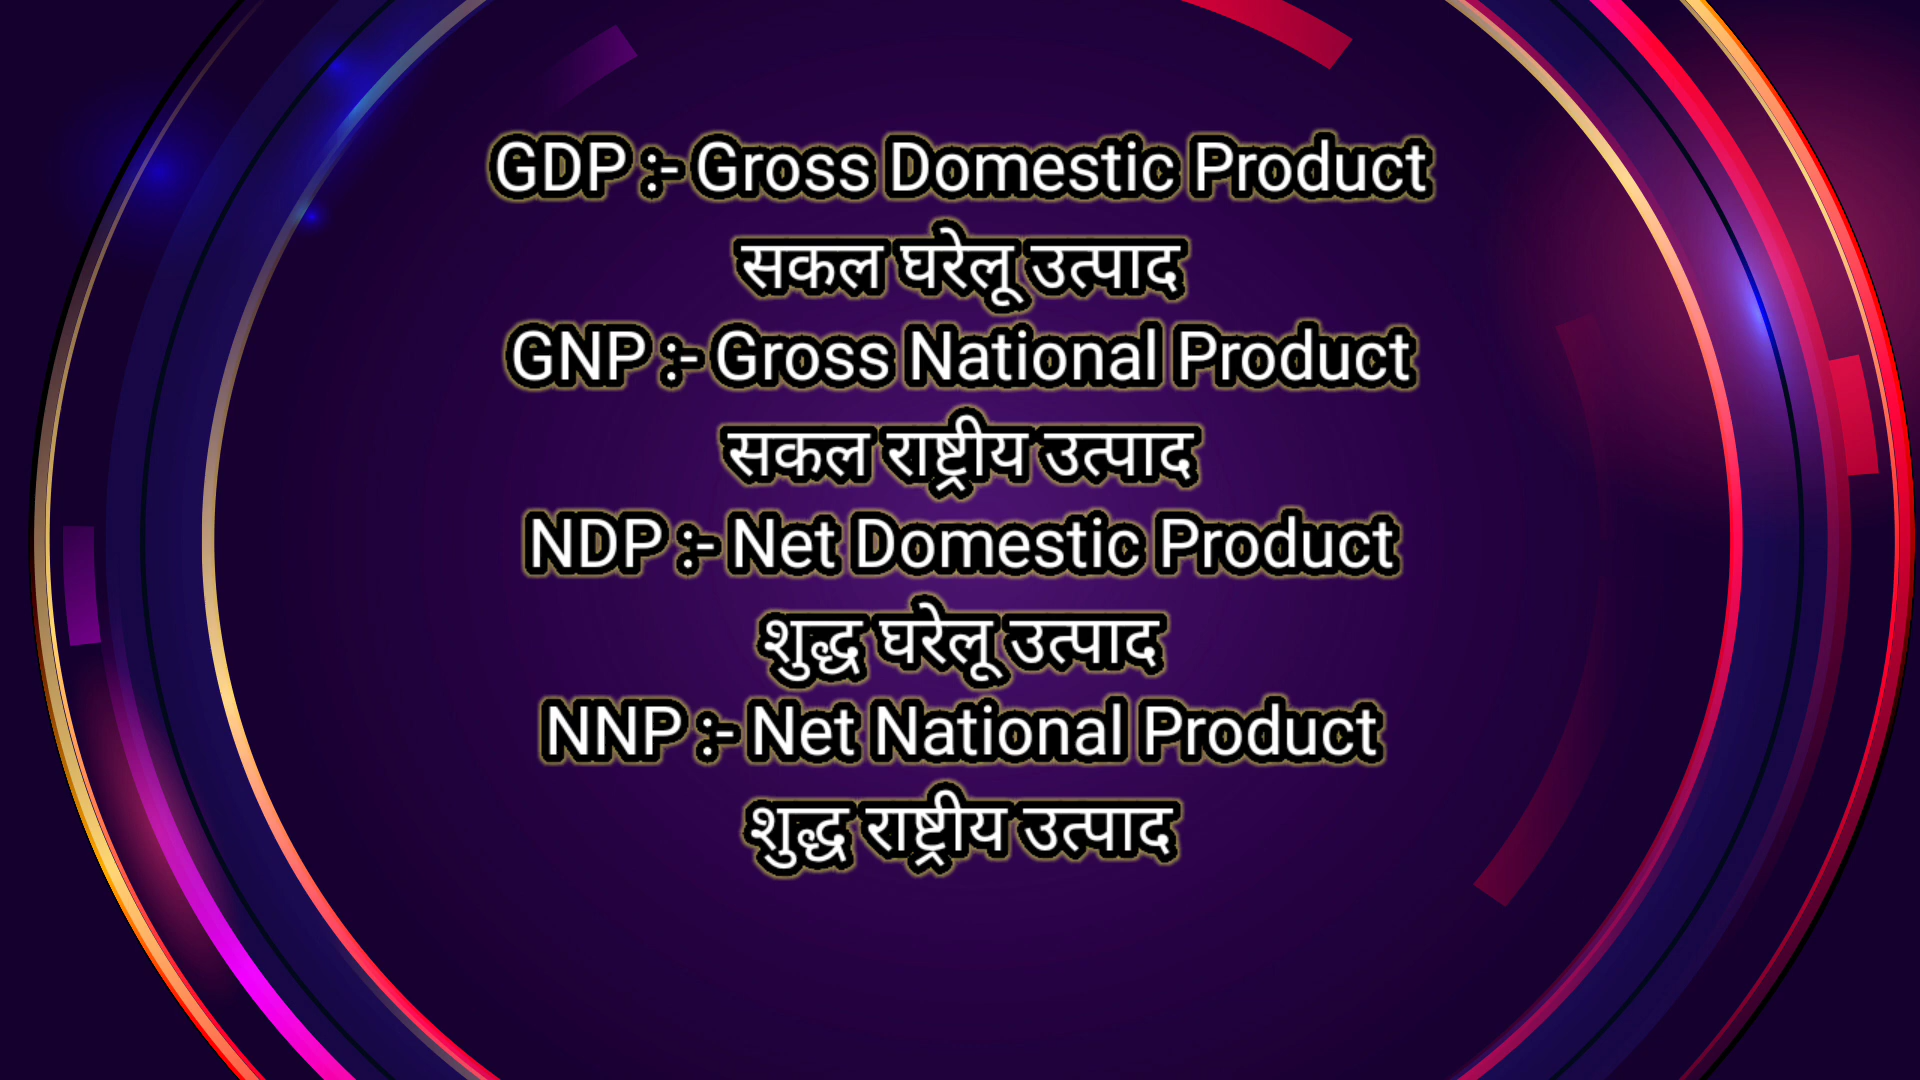 GDP :- Gross Domestic Product
सकल घरेलू उत्पाद
GNP :- Gross National Product
सकल राष्ट्रीय उत्पाद
NDP :- Net Domestic Product
शुद्ध घरेलू उत्पाद
NNP :- Net National Product
शुद्ध राष्ट्रीय उत्पाद